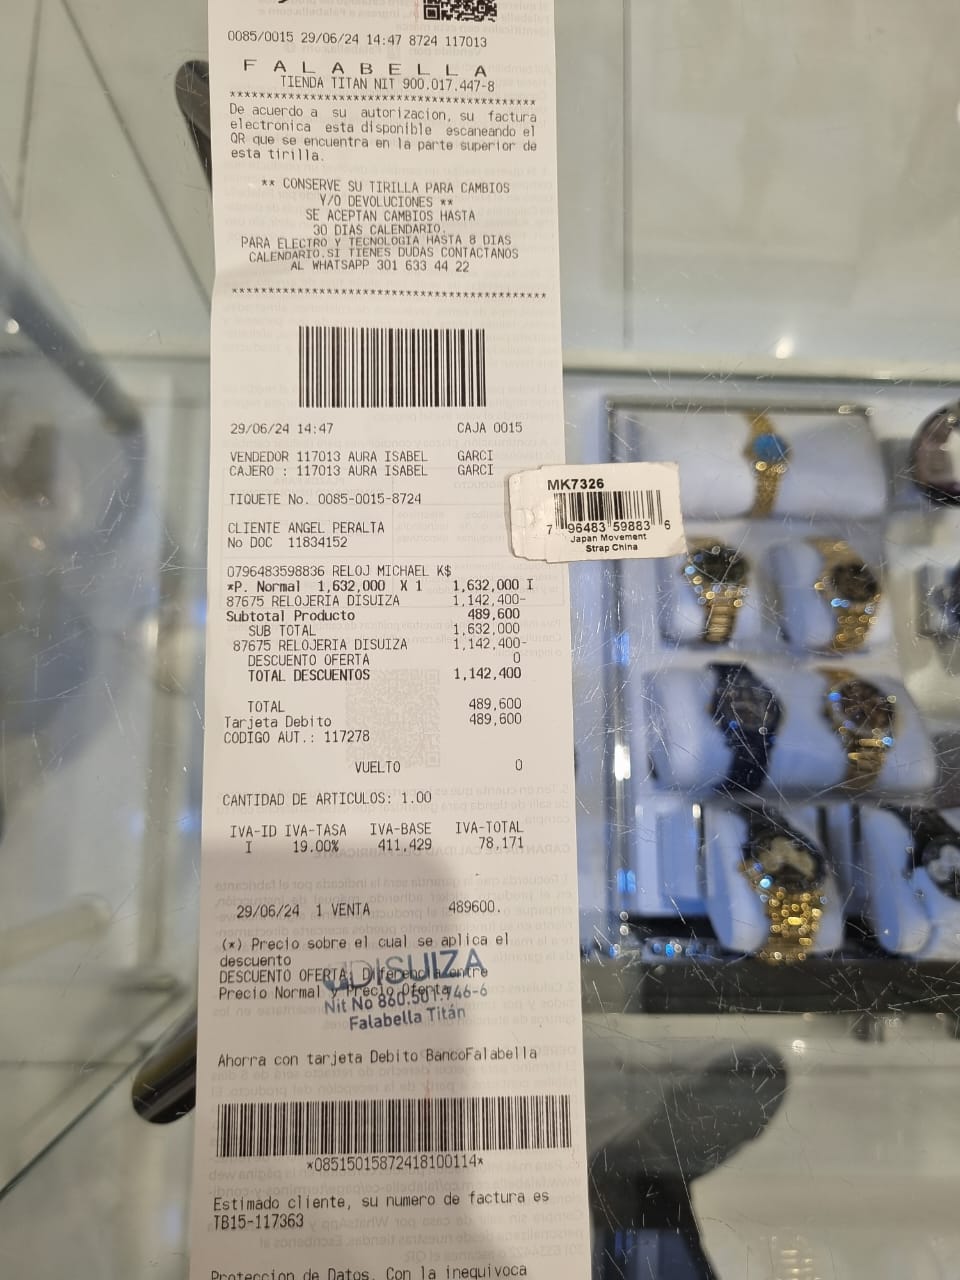 0085/0015 29/06/24 14:47 8724 117013
F A L A B E L L A
TIENDA TITAN NIT 900.017.447-8
****************************************
De acuerdo a su autorizacion, su factura
electronica esta disponible escaneando el
QR que se encuentra en la parte superior de
esta tirilla.
** CONSERVE SU TIRILLA PARA CAMBIOS
Y/O DEVOLUCIONES **
SE ACEPTAN CAMBIOS HASTA
30 DIAS CALENDARIO.
PARA ELECTRO Y TECNOLOGIA HASTA 8 DIAS
CALENDARIO.SI TIENES DUDAS CONTACTANOS
AL WHATSAPP 301 633 44 22
****************************************
29/06/24 14:47 CAJA 0015
VENDEDOR 117013 AURA ISABEL GARCI
CAJERO : 117013 AURA ISABEL GARCI
TIQUETE No. 0085-0015-8724
CLIENTE ANGEL PERALTA
No DOC 11834152
0796483598836 RELOJ MICHAEL K$
*P. Normal 1,632,000 X 1 1,632,000 I
87675 RELOJERIA DISUIZA 1,142,400-
Subtotal Producto 489,600
SUB TOTAL 1,632,000
87675 RELOJERIA DISUIZA 1,142,400-
DESCUENTO OFERTA 0
TOTAL DESCUENTOS 1,142,400
TOTAL 489,600
Tarjeta Debito 489,600
CODIGO AUT.: 117278
VUELTO 0
CANTIDAD DE ARTICULOS: 1.00
IVA-ID IVA-TASA IVA-BASE IVA-TOTAL
I 19.00% 411,429 78,171
29/06/24 1 VENTA 489600.
(*) Precio sobre el cual se aplica el
descuento
DESCUENTO OFERTA: Diferencia entre
Precio Normal y Precio Oferta
DISUIZA
Nit No 860.501.746-6
Falabella Titán
Ahorra con tarjeta Debito BancoFalabella
*08515015872418100114*
Estimado cliente, su numero de factura es
TB15-117363
Proteccion de Datos. Con la inequivoca
MK7326
7 96483 59883 6
Japan Movement
Strap China